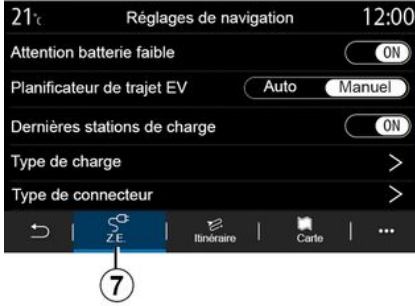 21°c Réglages de navigation 12:00
Attention batterie faible ON
Planificateur de trajet EV Auto Manuel
Dernières stations de charge ON
Type de charge >
Type de connecteur >
Z.E. Itinéraire Carte ...
7